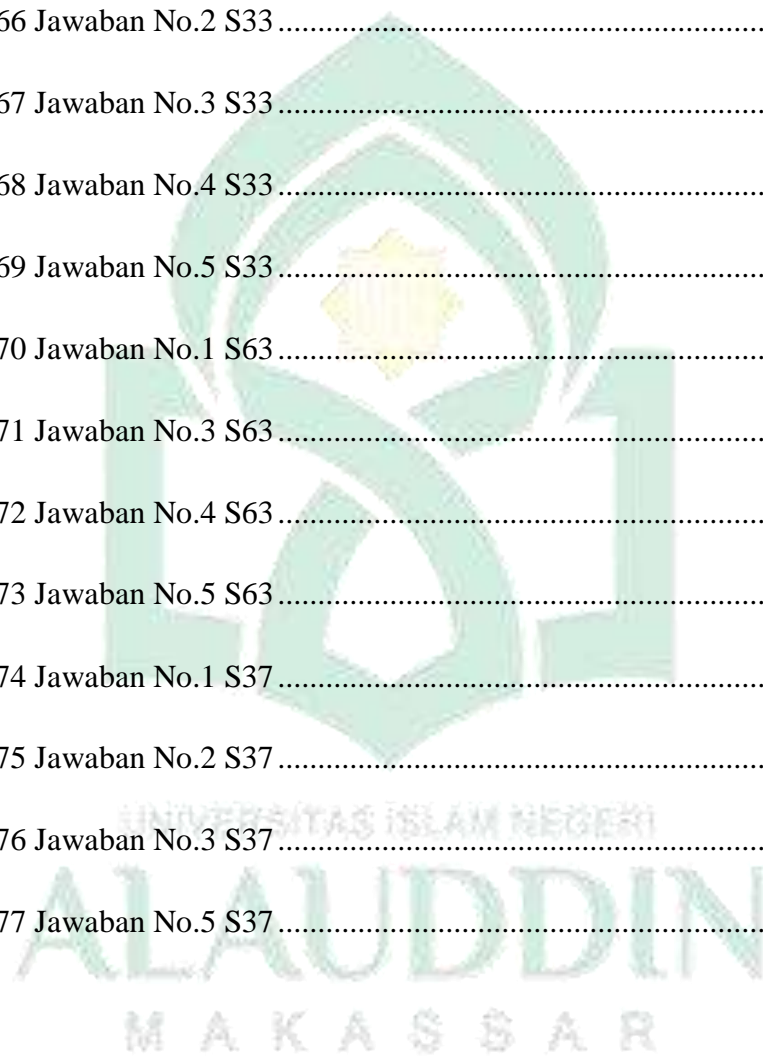 66 Jawaban No.2 S33....................................................................
67 Jawaban No.3 S33....................................................................
68 Jawaban No.4 S33....................................................................
69 Jawaban No.5 S33....................................................................
70 Jawaban No.1 S63....................................................................
71 Jawaban No.3 S63....................................................................
72 Jawaban No.4 S63....................................................................
73 Jawaban No.5 S63....................................................................
74 Jawaban No.1 S37....................................................................
75 Jawaban No.2 S37....................................................................
UNIVERSITAS ISLAM NEGERI
76 Jawaban No.3 S37....................................................................
ALAUDDIN
77 Jawaban No.5 S37....................................................................
MAKASSAR